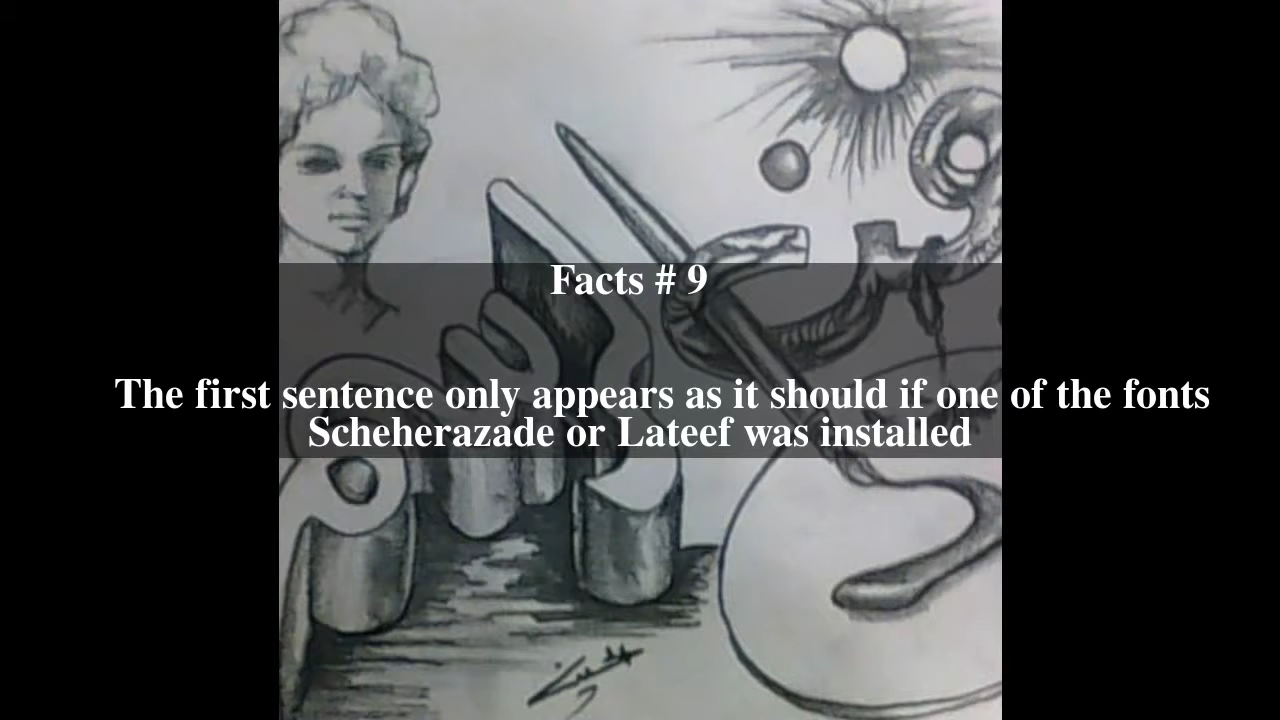 Facts # 9
The first sentence only appears as it should if one of the fonts
Scheherazade or Lateef was installed